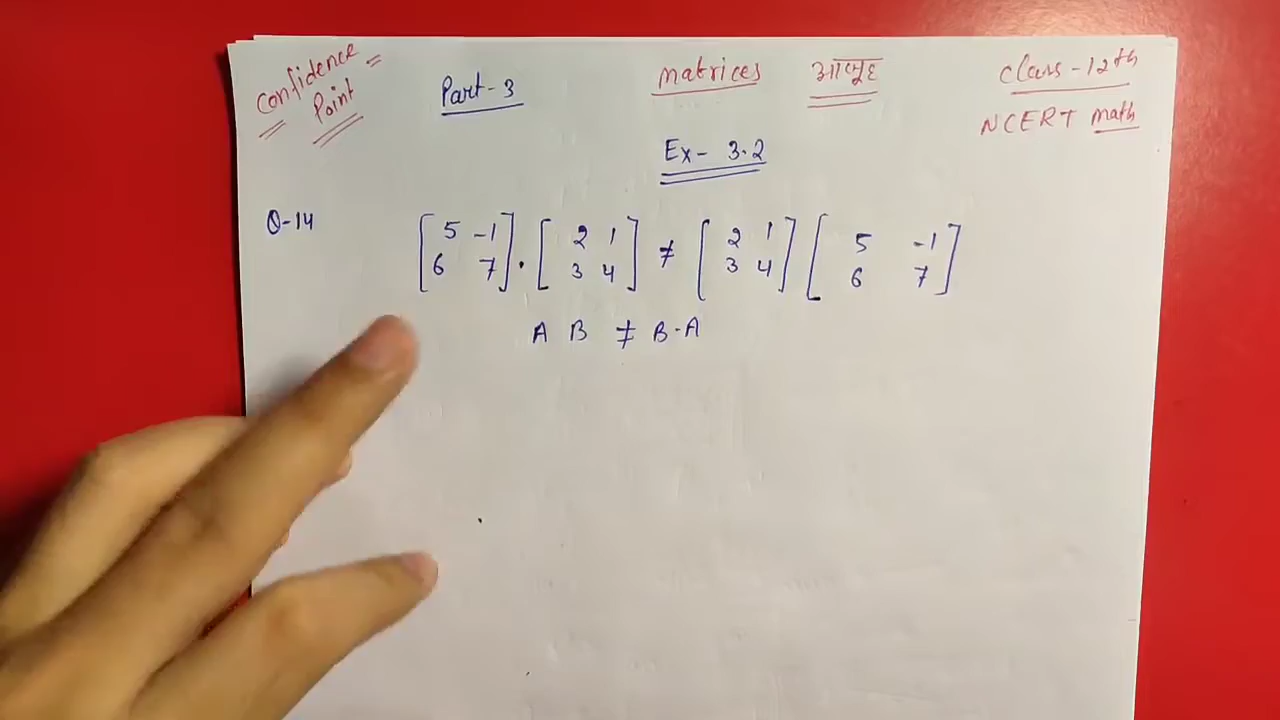 Confidence Point
Part-3
Matrices आव्यूह
Class-12th
NCERT Math
Ex- 3.2
Q-14
[5 -1] . [2 1] ≠ [2 1] [5 -1]
[6 7] [3 4] [3 4] [6 7]
A B ≠ B.A